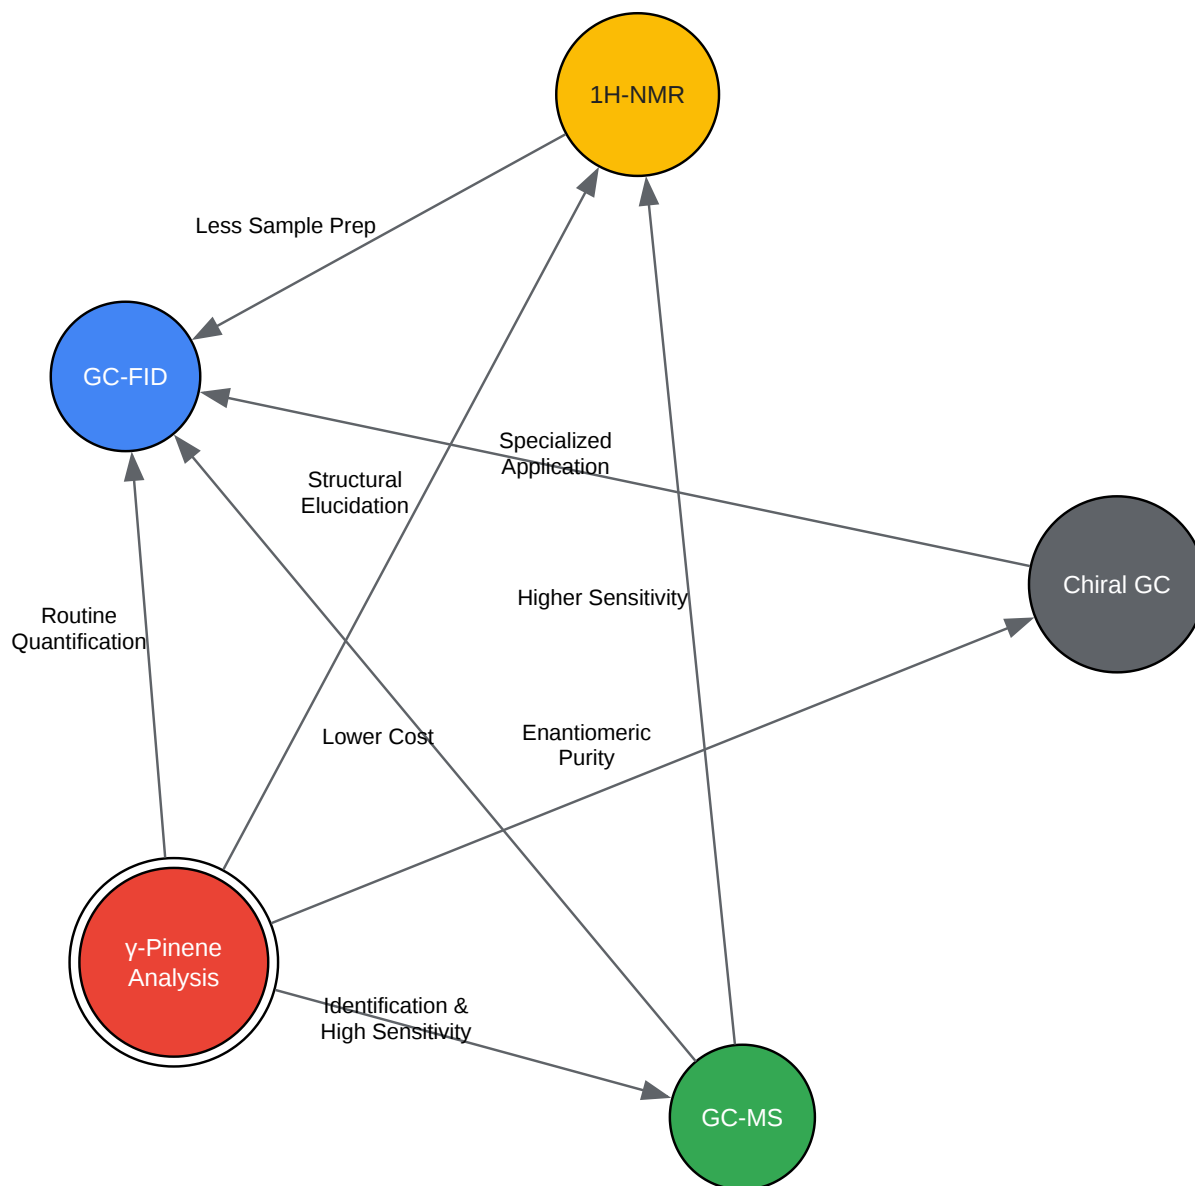 1H-NMR
Less Sample Prep
GC-FID
Specialized
Application
Structural
Elucidation
Chiral GC
Higher Sensitivity
Routine
Quantification
Lower Cost
Enantiomeric
Purity
γ-Pinene
Analysis
Identification &
High Sensitivity
GC-MS